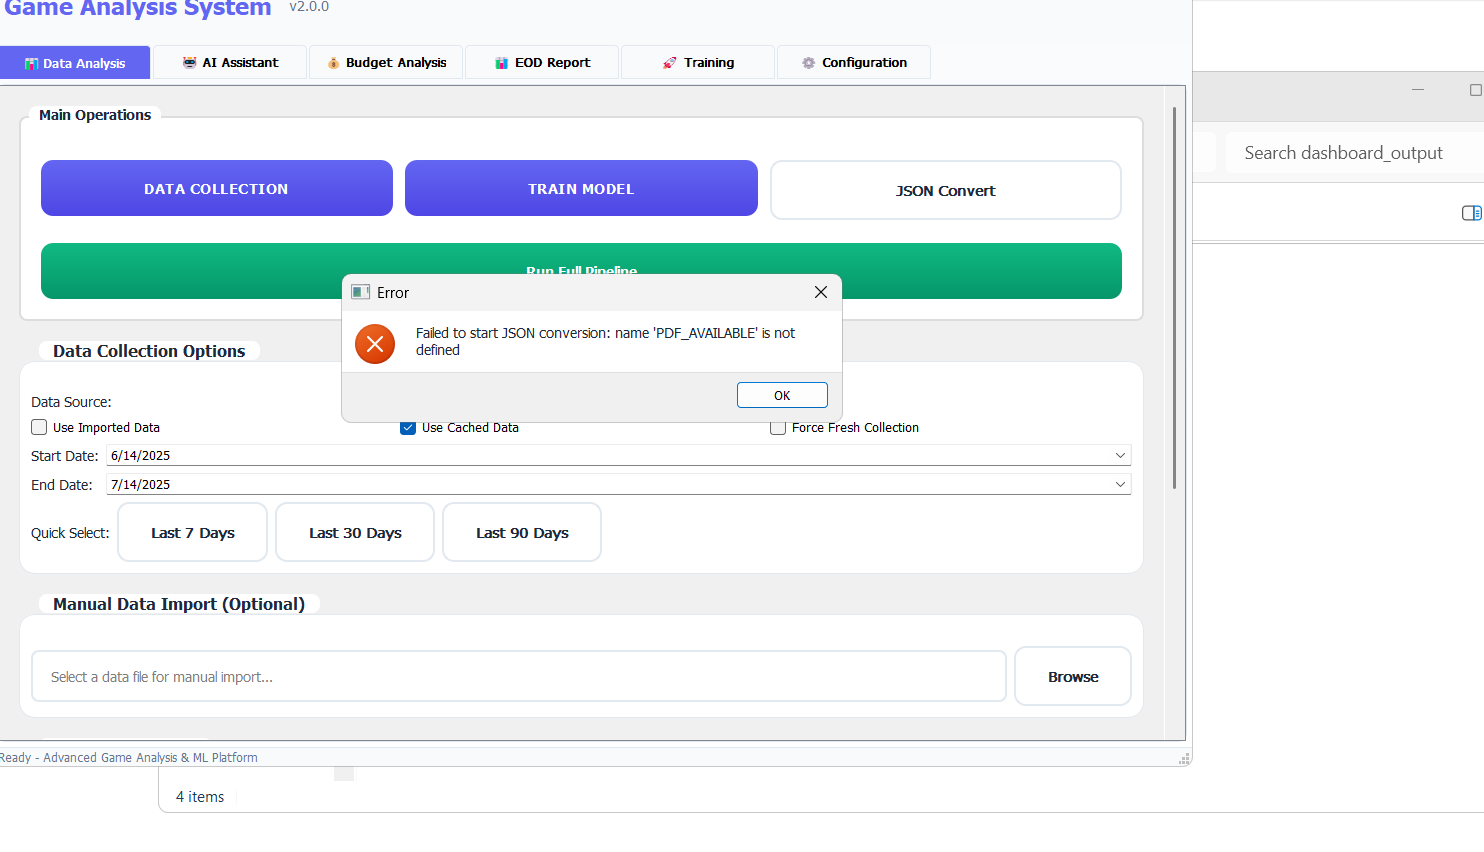 Game Analysis System v2.0.0
Data Analysis
AI Assistant
Budget Analysis
EOD Report
Training
Configuration
Main Operations
DATA COLLECTION
TRAIN MODEL
JSON Convert
Run Full Pipeline
Error
Failed to start JSON conversion: name 'PDF_AVAILABLE' is not
defined
OK
Data Collection Options
Data Source:
Use Imported Data
Use Cached Data
Force Fresh Collection
Start Date: 6/14/2025
End Date: 7/14/2025
Quick Select:
Last 7 Days
Last 30 Days
Last 90 Days
Manual Data Import (Optional)
Select a data file for manual import...
Browse
Ready - Advanced Game Analysis & ML Platform
Search dashboard_output
4 items